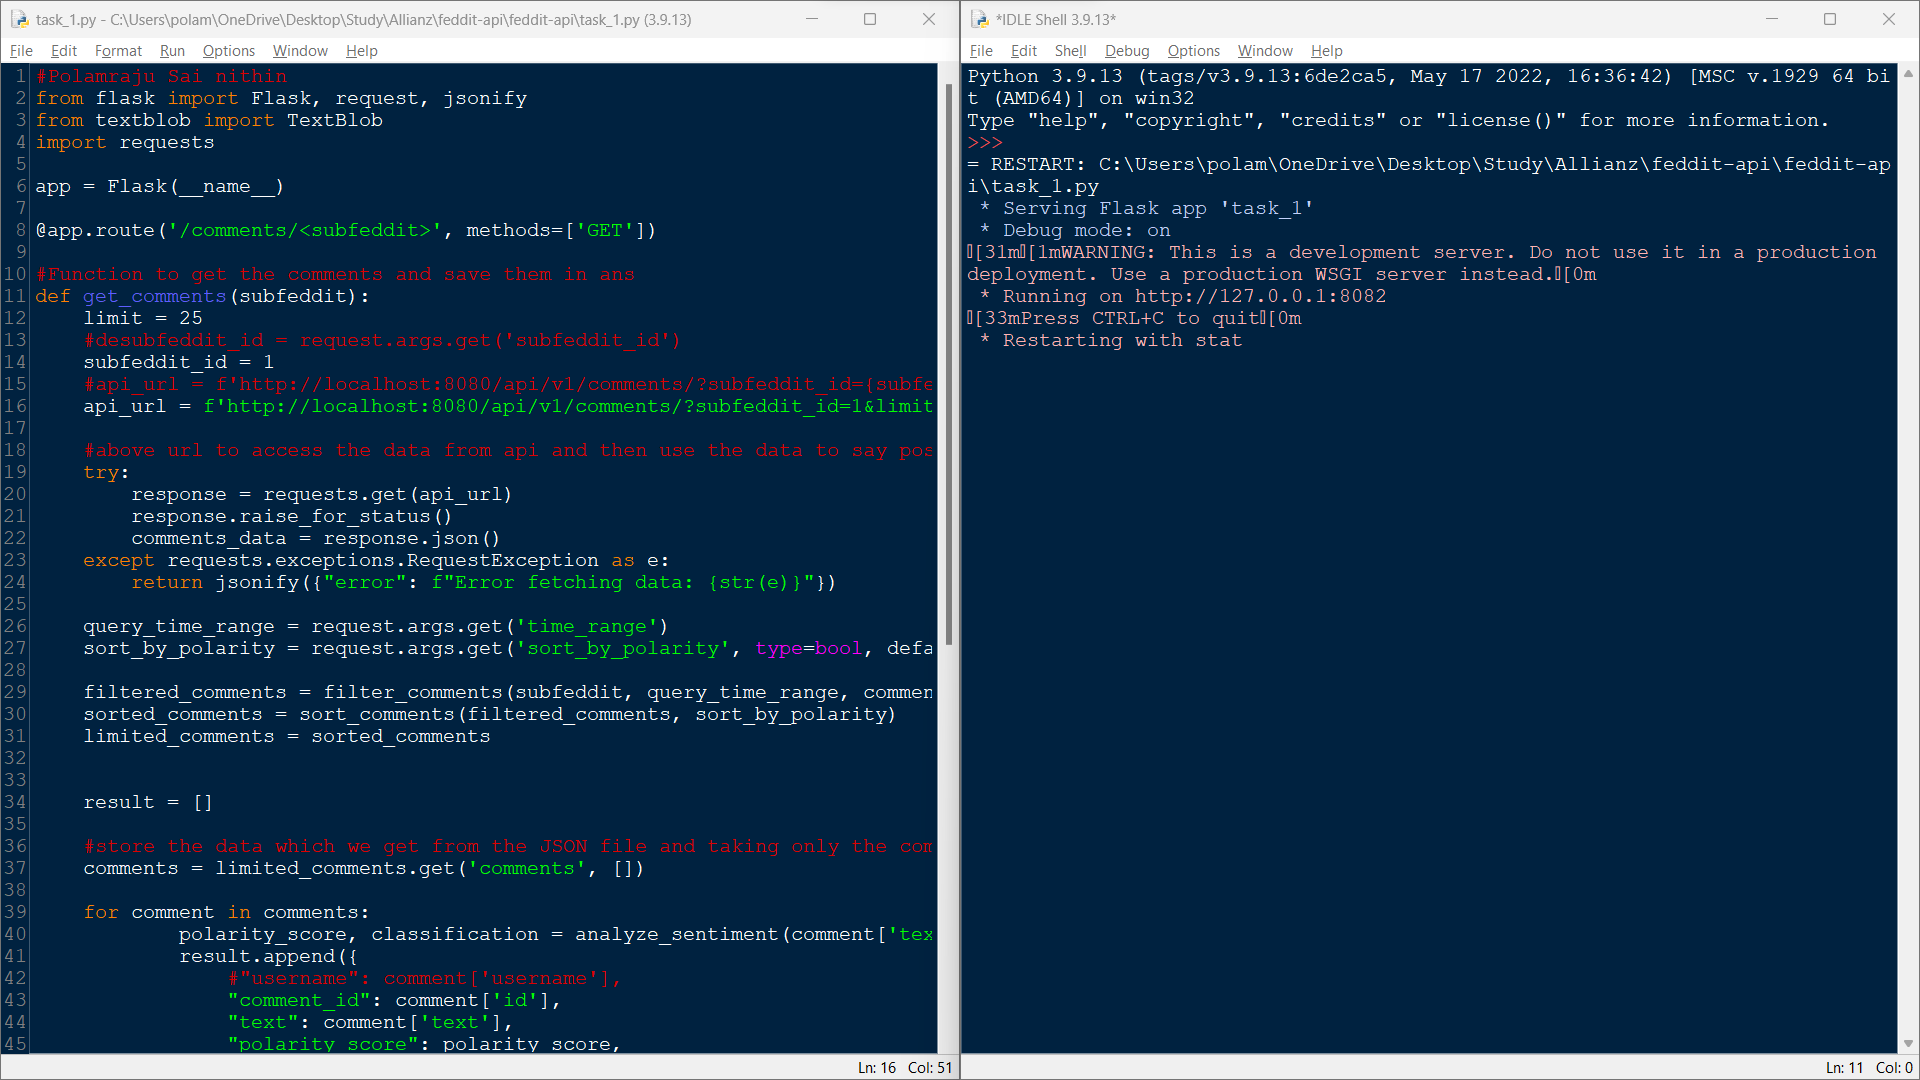 task_1.py - C:\Users\polam\OneDrive\Desktop\Study\Allianz\feddit-api\feddit-api\task_1.py (3.9.13)
File Edit Format Run Options Window Help
1 #Polamraju Sai nithin
2 from flask import Flask, request, jsonify
3 from textblob import TextBlob
4 import requests
5
6 app = Flask(__name__)
7
8 @app.route('/comments/<subfeddit>', methods=['GET'])
9
10 #Function to get the comments and save them in ans
11 def get_comments(subfeddit):
12     limit = 25
13     #desubfeddit_id = request.args.get('subfeddit_id')
14     subfeddit_id = 1
15     #api_url = f'http://localhost:8080/api/v1/comments/?subfeddit_id={subfe
16     api_url = f'http://localhost:8080/api/v1/comments/?subfeddit_id=1&limit
17
18     #above url to access the data from api and then use the data to say pos
19     try:
20         response = requests.get(api_url)
21         response.raise_for_status()
22         comments_data = response.json()
23     except requests.exceptions.RequestException as e:
24         return jsonify({"error": f"Error fetching data: {str(e)}"})
25
26     query_time_range = request.args.get('time_range')
27     sort_by_polarity = request.args.get('sort_by_polarity', type=bool, defa
28
29     filtered_comments = filter_comments(subfeddit, query_time_range, commen
30     sorted_comments = sort_comments(filtered_comments, sort_by_polarity)
31     limited_comments = sorted_comments
32
33
34     result = []
35
36     #store the data which we get from the JSON file and taking only the com
37     comments = limited_comments.get('comments', [])
38
39     for comment in comments:
40             polarity_score, classification = analyze_sentiment(comment['tex
41             result.append({
42                 #"username": comment['username'],
43                 "comment_id": comment['id'],
44                 "text": comment['text'],
45                 "polarity_score": polarity_score,
Ln: 16 Col: 51
*IDLE Shell 3.9.13*
File Edit Shell Debug Options Window Help
Python 3.9.13 (tags/v3.9.13:6de2ca5, May 17 2022, 16:36:42) [MSC v.1929 64 bi
t (AMD64)] on win32
Type "help", "copyright", "credits" or "license()" for more information.
>>>
= RESTART: C:\Users\polam\OneDrive\Desktop\Study\Allianz\feddit-api\feddit-ap
i\task_1.py
 * Serving Flask app 'task_1'
 * Debug mode: on
[31m[1mWARNING: This is a development server. Do not use it in a production
deployment. Use a production WSGI server instead.[0m
 * Running on http://127.0.0.1:8082
[33mPress CTRL+C to quit[0m
 * Restarting with stat
Ln: 11 Col: 0